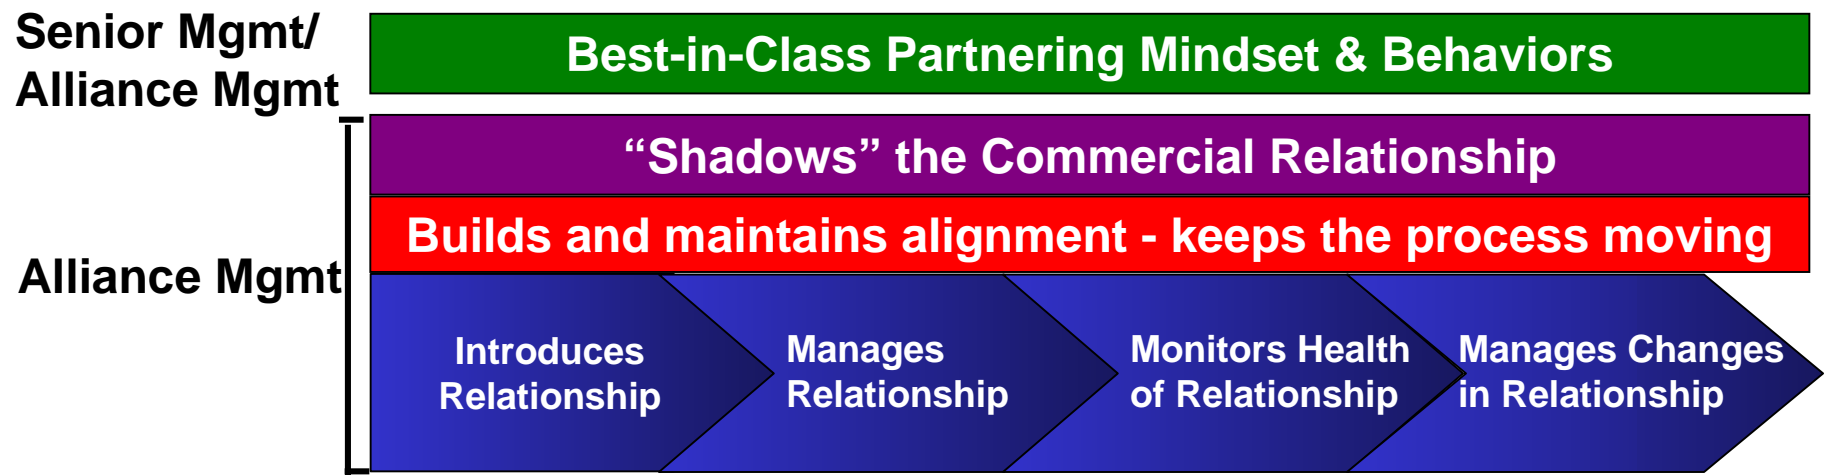 Senior Mgmt/
Alliance Mgmt
Best-in-Class Partnering Mindset & Behaviors
“Shadows” the Commercial Relationship
Builds and maintains alignment - keeps the process moving
Alliance Mgmt
Introduces
Relationship
Manages
Relationship
Monitors Health
of Relationship
Manages Changes
in Relationship